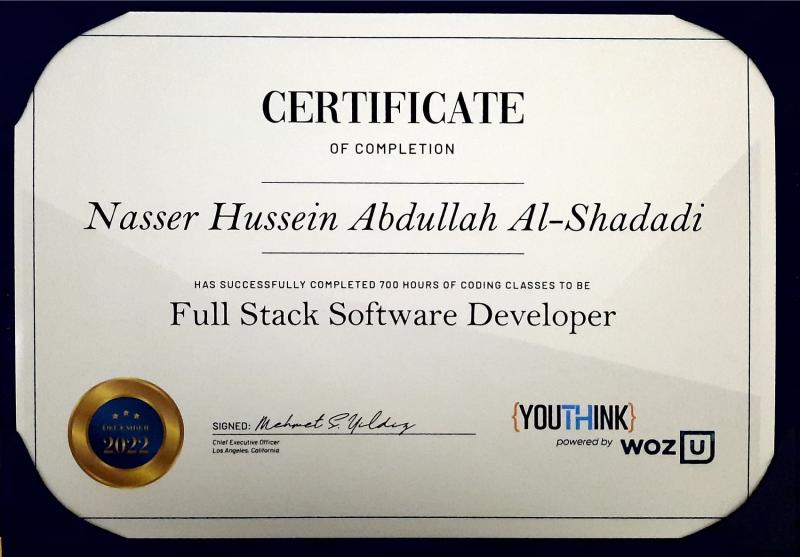 CERTIFICATE
OF COMPLETION
Nasser Hussein Abdullah Al-Shadadi
HAS SUCCESSFULLY COMPLETED 700 HOURS OF CODING CLASSES TO BE
Full Stack Software Developer
DECEMBER
2022
SIGNED: Mehmet S. Yildiz
Chief Executive Officer
Los Angeles, California
{YOUTHINK}
powered by WOZ U